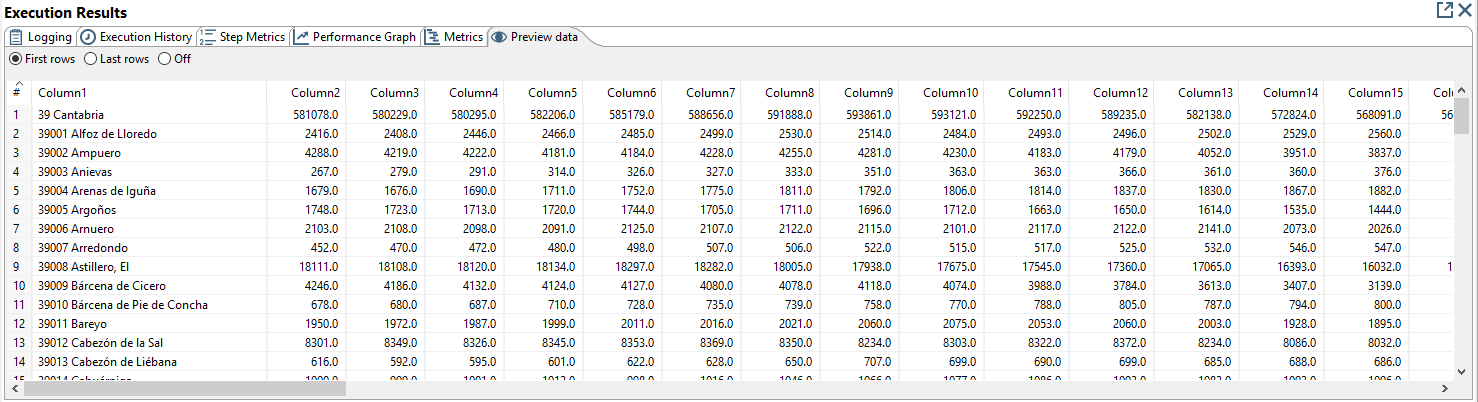 Execution Results
Logging Execution History Step Metrics Performance Graph Metrics Preview data
First rows Last rows Off
# Column1 Column2 Column3 Column4 Column5 Column6 Column7 Column8 Column9 Column10 Column11 Column12 Column13 Column14 Column15
1 39 Cantabria 581078.0 580229.0 580295.0 582206.0 585179.0 588656.0 591888.0 593861.0 593121.0 592250.0 589235.0 582138.0 572824.0 568091.0 56
2 39001 Alfoz de Lloredo 2416.0 2408.0 2446.0 2466.0 2485.0 2499.0 2530.0 2514.0 2484.0 2493.0 2496.0 2502.0 2529.0 2560.0
3 39002 Ampuero 4288.0 4219.0 4222.0 4181.0 4184.0 4228.0 4255.0 4281.0 4230.0 4183.0 4179.0 4052.0 3951.0 3837.0
4 39003 Anievas 267.0 279.0 291.0 314.0 326.0 327.0 333.0 351.0 363.0 363.0 366.0 361.0 360.0 376.0
5 39004 Arenas de Iguña 1679.0 1676.0 1690.0 1711.0 1752.0 1775.0 1811.0 1792.0 1806.0 1814.0 1837.0 1830.0 1867.0 1882.0
6 39005 Argoños 1748.0 1723.0 1713.0 1720.0 1744.0 1705.0 1711.0 1696.0 1712.0 1663.0 1650.0 1614.0 1535.0 1444.0
7 39006 Arnuero 2103.0 2108.0 2098.0 2091.0 2125.0 2107.0 2122.0 2115.0 2101.0 2117.0 2122.0 2141.0 2073.0 2026.0
8 39007 Arredondo 452.0 470.0 472.0 480.0 498.0 507.0 506.0 522.0 515.0 517.0 525.0 532.0 546.0 547.0
9 39008 Astillero, El 18111.0 18108.0 18120.0 18134.0 18297.0 18282.0 18005.0 17938.0 17675.0 17545.0 17360.0 17065.0 16393.0 16032.0 1
10 39009 Bárcena de Cicero 4246.0 4186.0 4132.0 4124.0 4127.0 4080.0 4078.0 4118.0 4074.0 3988.0 3784.0 3613.0 3407.0 3139.0
11 39010 Bárcena de Pie de Concha 678.0 680.0 687.0 710.0 728.0 735.0 739.0 758.0 770.0 788.0 805.0 787.0 794.0 800.0
12 39011 Bareyo 1950.0 1972.0 1987.0 1999.0 2011.0 2016.0 2021.0 2060.0 2075.0 2053.0 2060.0 2003.0 1928.0 1895.0
13 39012 Cabezón de la Sal 8301.0 8349.0 8326.0 8345.0 8353.0 8369.0 8350.0 8234.0 8303.0 8322.0 8372.0 8234.0 8086.0 8032.0
14 39013 Cabezón de Liébana 616.0 592.0 595.0 601.0 622.0 628.0 650.0 707.0 699.0 690.0 699.0 685.0 688.0 686.0